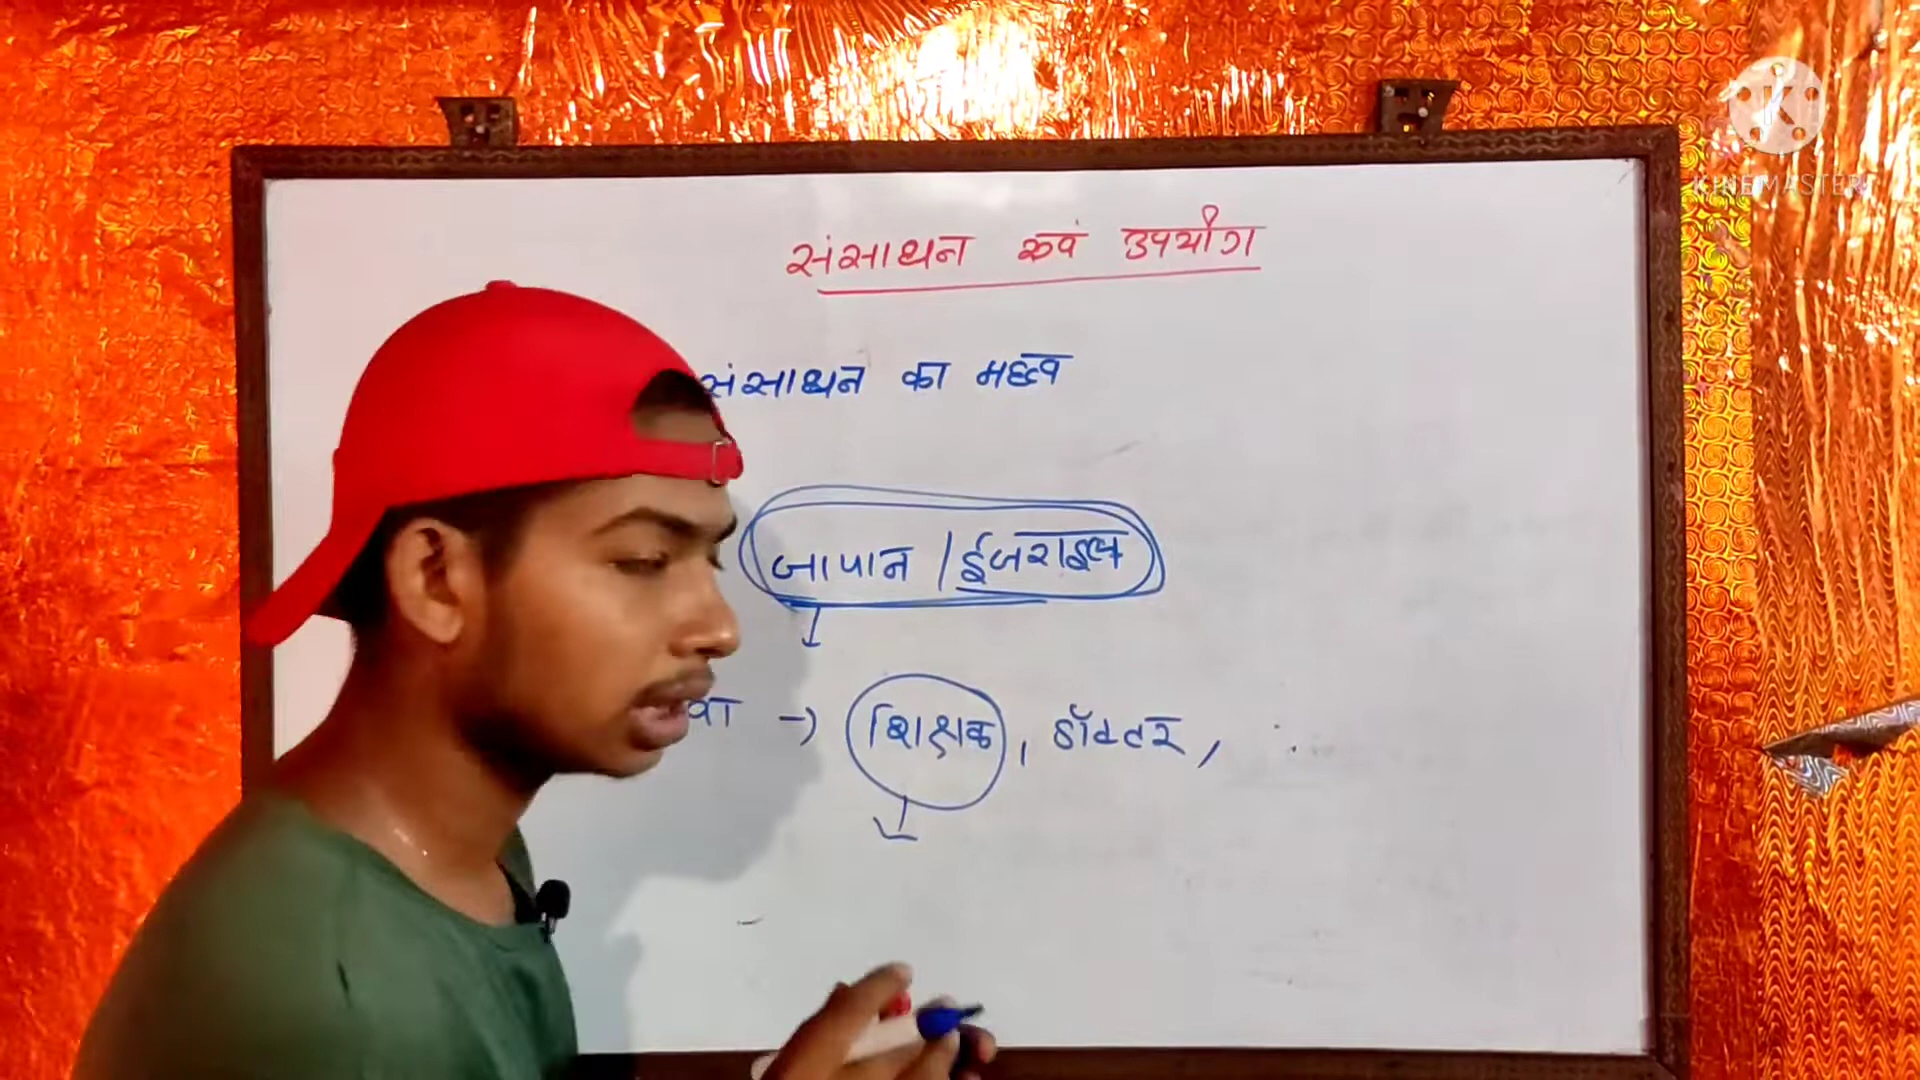 संसाधन एवं उपयोग
संसाधन का महत्व
जापान / ईजराइल
शिक्षक, डॉक्टर,
KINEMASTER